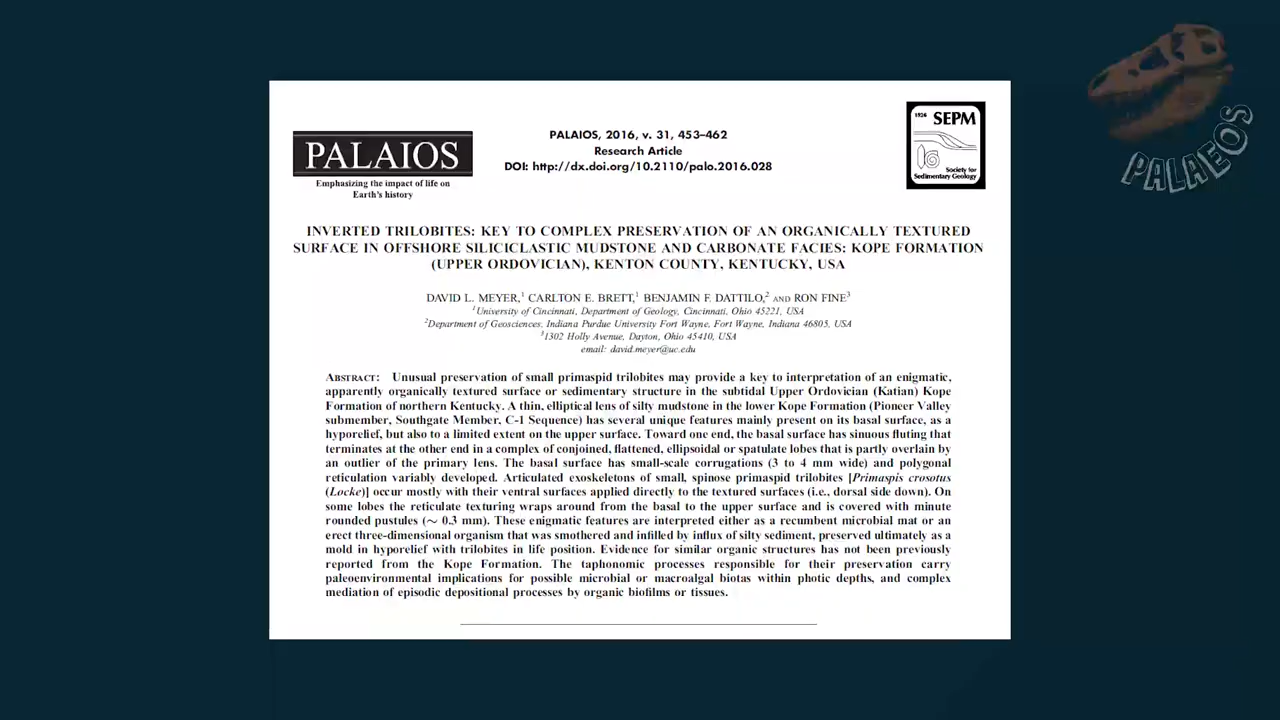 PALAIOS
Emphasizing the impact of life on
Earth's history
PALAIOS, 2016, v. 31, 453–462
Research Article
DOI: http://dx.doi.org/10.2110/palo.2016.028
1926 SEPM
Society for
Sedimentary Geology
PALAEOS
INVERTED TRILOBITES: KEY TO COMPLEX PRESERVATION OF AN ORGANICALLY TEXTURED
SURFACE IN OFFSHORE SILICICLASTIC MUDSTONE AND CARBONATE FACIES: KOPE FORMATION
(UPPER ORDOVICIAN), KENTON COUNTY, KENTUCKY, USA
DAVID L. MEYER,1 CARLTON E. BRETT,1 BENJAMIN F. DATTILO,2 AND RON FINE3
1University of Cincinnati, Department of Geology, Cincinnati, Ohio 45221, USA
2Department of Geosciences, Indiana Purdue University Fort Wayne, Fort Wayne, Indiana 46805, USA
31302 Holly Avenue, Dayton, Ohio 45410, USA
email: david.meyer@uc.edu
ABSTRACT: Unusual preservation of small primaspid trilobites may provide a key to interpretation of an enigmatic,
apparently organically textured surface or sedimentary structure in the subtidal Upper Ordovician (Katian) Kope
Formation of northern Kentucky. A thin, elliptical lens of silty mudstone in the lower Kope Formation (Pioneer Valley
submember, Southgate Member, C-1 Sequence) has several unique features mainly present on its basal surface, as a
hyporelief, but also to a limited extent on the upper surface. Toward one end, the basal surface has sinuous fluting that
terminates at the other end in a complex of conjoined, flattened, ellipsoidal or spatulate lobes that is partly overlain by
an outlier of the primary lens. The basal surface has small-scale corrugations (3 to 4 mm wide) and polygonal
reticulation variably developed. Articulated exoskeletons of small, spinose primaspid trilobites [Primaspis crosotus
(Locke)] occur mostly with their ventral surfaces applied directly to the textured surfaces (i.e., dorsal side down). On
some lobes the reticulate texturing wraps around from the basal to the upper surface and is covered with minute
rounded pustules (~ 0.3 mm). These enigmatic features are interpreted either as a recumbent microbial mat or an
erect three-dimensional organism that was smothered and infilled by influx of silty sediment, preserved ultimately as a
mold in hyporelief with trilobites in life position. Evidence for similar organic structures has not been previously
reported from the Kope Formation. The taphonomic processes responsible for their preservation carry
paleoenvironmental implications for possible microbial or macroalgal biotas within photic depths, and complex
mediation of episodic depositional processes by organic biofilms or tissues.